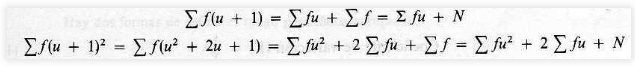 ∑ f(u + 1) = ∑ fu + ∑ f = Σ fu + N
∑ f(u + 1)² = ∑ f(u² + 2u + 1) = ∑ fu² + 2 ∑ fu + ∑ f = ∑ fu² + 2 ∑ fu + N